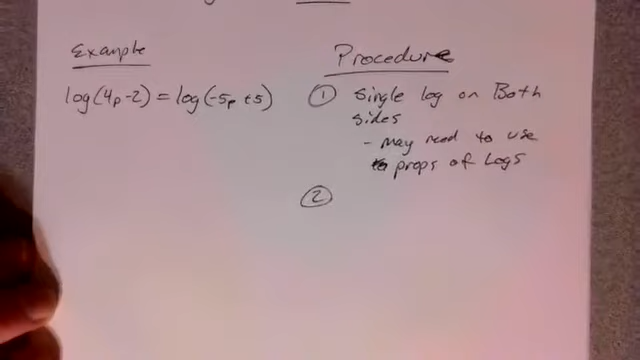 Example
log(4p-2) = log(-5p+5)
Procedure
① Single log on Both
sides
- may need to use
props of Logs
②